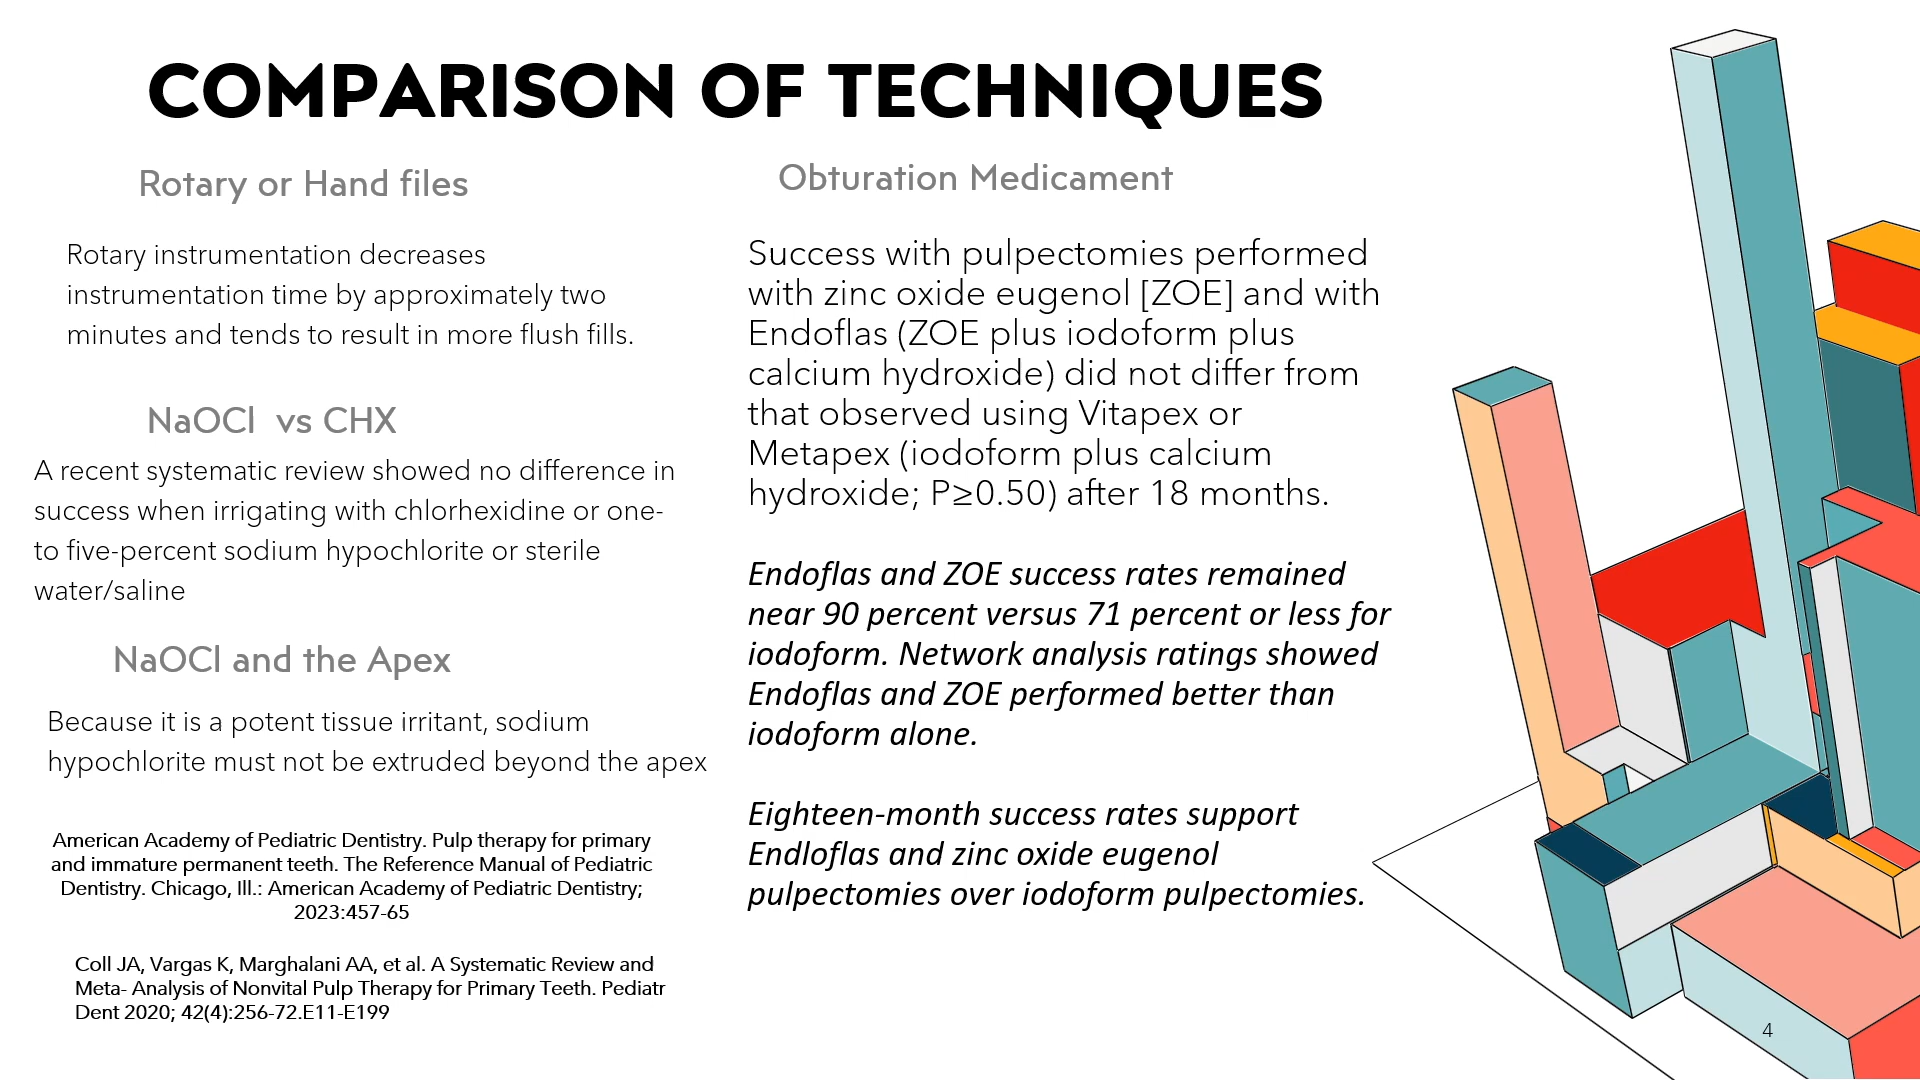 COMPARISON OF TECHNIQUES
Rotary or Hand files
Rotary instrumentation decreases
instrumentation time by approximately two
minutes and tends to result in more flush fills.
NaOCl vs CHX
A recent systematic review showed no difference in
success when irrigating with chlorhexidine or one-
to five-percent sodium hypochlorite or sterile
water/saline
NaOCl and the Apex
Because it is a potent tissue irritant, sodium
hypochlorite must not be extruded beyond the apex
American Academy of Pediatric Dentistry. Pulp therapy for primary
and immature permanent teeth. The Reference Manual of Pediatric
Dentistry. Chicago, Ill.: American Academy of Pediatric Dentistry;
2023:457-65
Coll JA, Vargas K, Marghalani AA, et al. A Systematic Review and
Meta- Analysis of Nonvital Pulp Therapy for Primary Teeth. Pediatr
Dent 2020; 42(4):256-72.E11-E199
Obturation Medicament
Success with pulpectomies performed
with zinc oxide eugenol [ZOE] and with
Endoflas (ZOE plus iodoform plus
calcium hydroxide) did not differ from
that observed using Vitapex or
Metapex (iodoform plus calcium
hydroxide; P≥0.50) after 18 months.
Endoflas and ZOE success rates remained
near 90 percent versus 71 percent or less for
iodoform. Network analysis ratings showed
Endoflas and ZOE performed better than
iodoform alone.
Eighteen-month success rates support
Endloflas and zinc oxide eugenol
pulpectomies over iodoform pulpectomies.
4